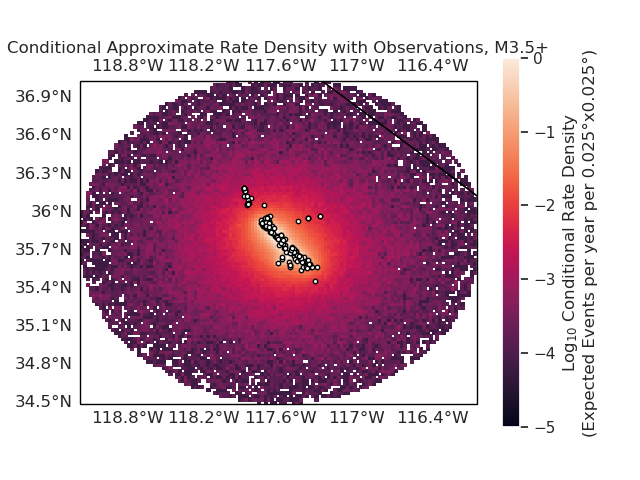 Conditional Approximate Rate Density with Observations, M3.5+
118.8°W 118.2°W 117.6°W 117°W 116.4°W
36.9°N
36.6°N
36.3°N
36°N
35.7°N
35.4°N
35.1°N
34.8°N
34.5°N
118.8°W 118.2°W 117.6°W 117°W 116.4°W
0
−1
−2
−3
−4
−5
Log₁₀ Conditional Rate Density
(Expected Events per year per 0.025°x0.025°)